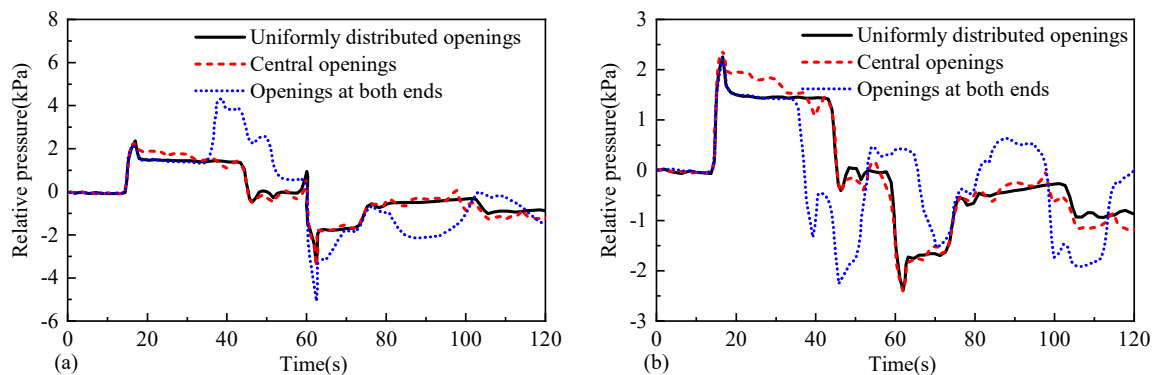 8
6
4
2
0
-2
-4
-6
Relative pressure(kPa)
Uniformly distributed openings
Central openings
Openings at both ends
0 20 40 60 80 100 120
Time(s)
(a)
3
2
1
0
-1
-2
-3
Relative pressure(kPa)
Uniformly distributed openings
Central openings
Openings at both ends
0 20 40 60 80 100 120
Time(s)
(b)